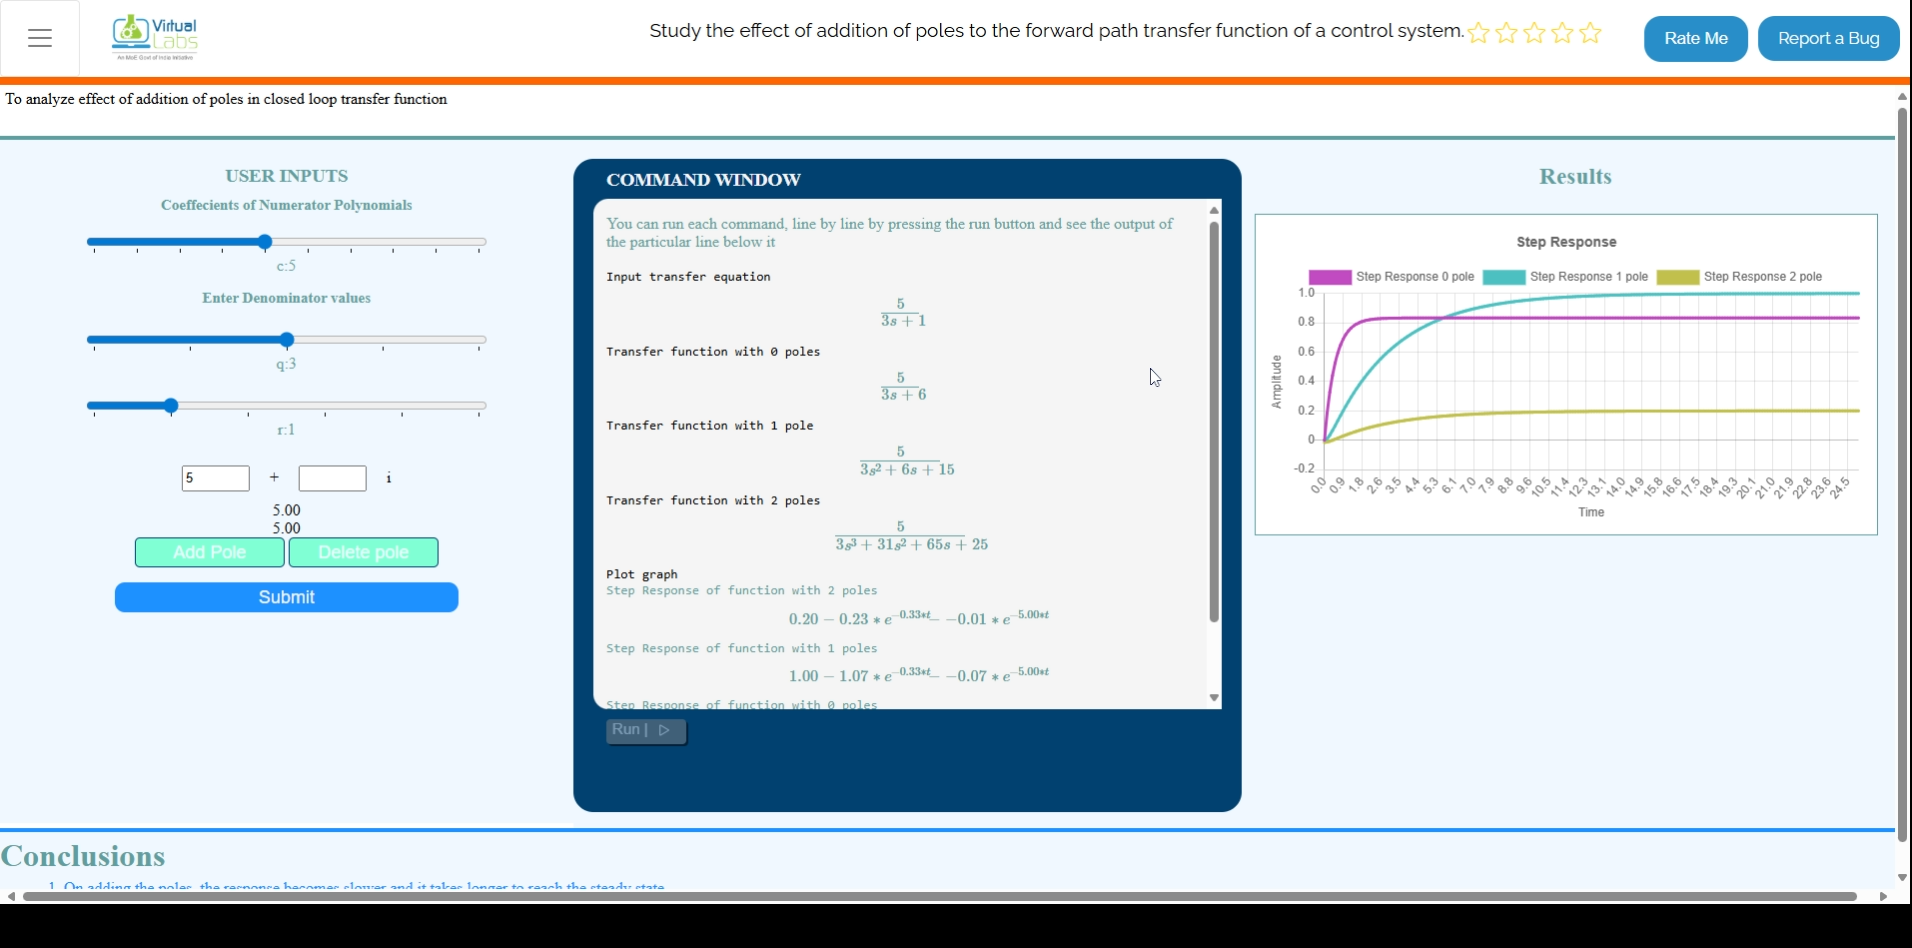 Virtual
Labs
An MoE Govt of India Initiative
Study the effect of addition of poles to the forward path transfer function of a control system.
Rate Me
Report a Bug
To analyze effect of addition of poles in closed loop transfer function
USER INPUTS
Coeffecients of Numerator Polynomials
c:5
Enter Denominator values
q:3
r:1
5 + i
5.00
5.00
Add Pole Delete pole
Submit
COMMAND WINDOW
You can run each command, line by line by pressing the run button and see the output of
the particular line below it
Input transfer equation
5
3s + 1
Transfer function with 0 poles
5
3s + 6
Transfer function with 1 pole
5
3s² + 6s + 15
Transfer function with 2 poles
5
3s³ + 31s² + 65s + 25
Plot graph
Step Response of function with 2 poles
0.20 − 0.23 ∗ e^−0.33∗t − −0.01 ∗ e^−5.00∗t
Step Response of function with 1 poles
1.00 − 1.07 ∗ e^−0.33∗t − −0.07 ∗ e^−5.00∗t
Step Response of function with 0 poles
Run |
Results
Step Response
Step Response 0 pole Step Response 1 pole Step Response 2 pole
1.0
0.8
0.6
0.4
0.2
0
-0.2
Amplitude
0.0 0.9 1.8 2.6 3.5 4.4 5.3 6.1 7.0 7.9 8.8 9.6 10.5 11.4 12.3 13.1 14.0 14.9 15.8 16.6 17.5 18.4 19.3 20.1 21.0 21.9 22.8 23.6 24.5
Time
Conclusions
1. On adding the poles, the response becomes slower and it takes longer to reach the steady state